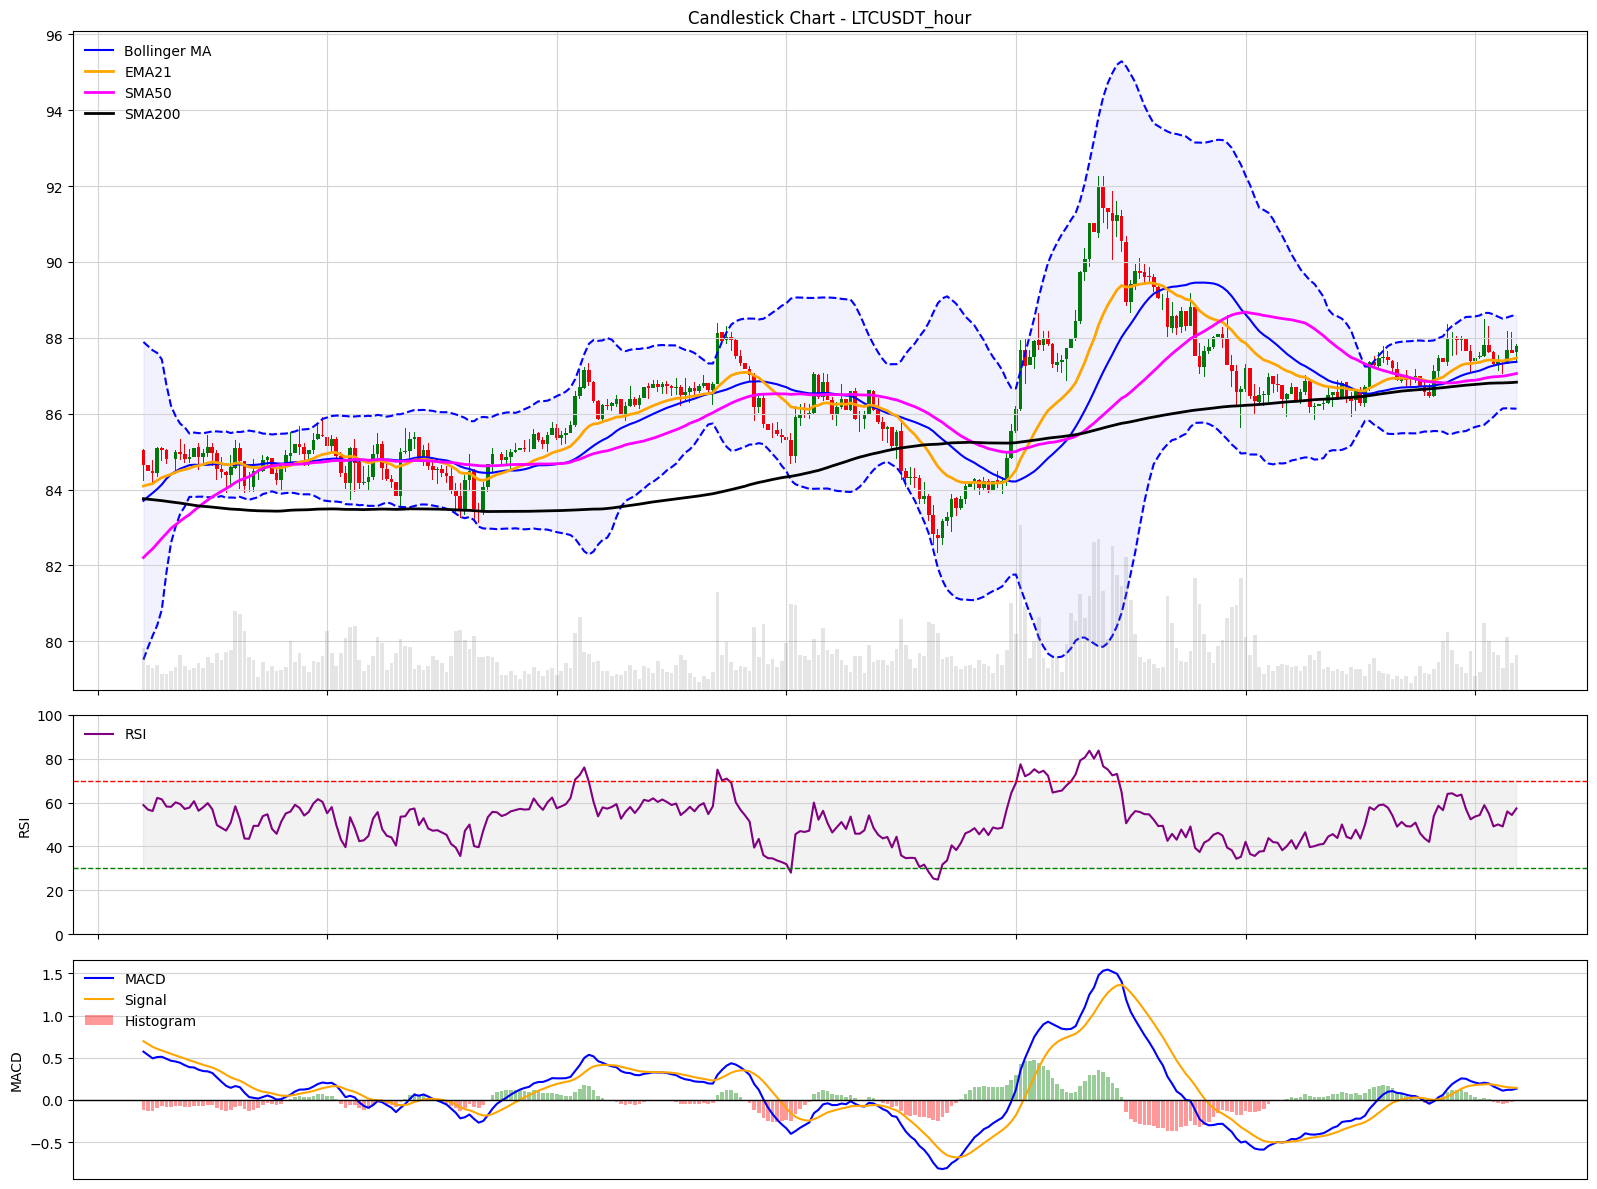 Candlestick Chart - LTCUSDT_hour
96
94
92
90
88
86
84
82
80
Bollinger MA
EMA21
SMA50
SMA200
100
80
60
40
20
0
RSI
RSI
1.5
1.0
0.5
0.0
−0.5
MACD
MACD
Signal
Histogram